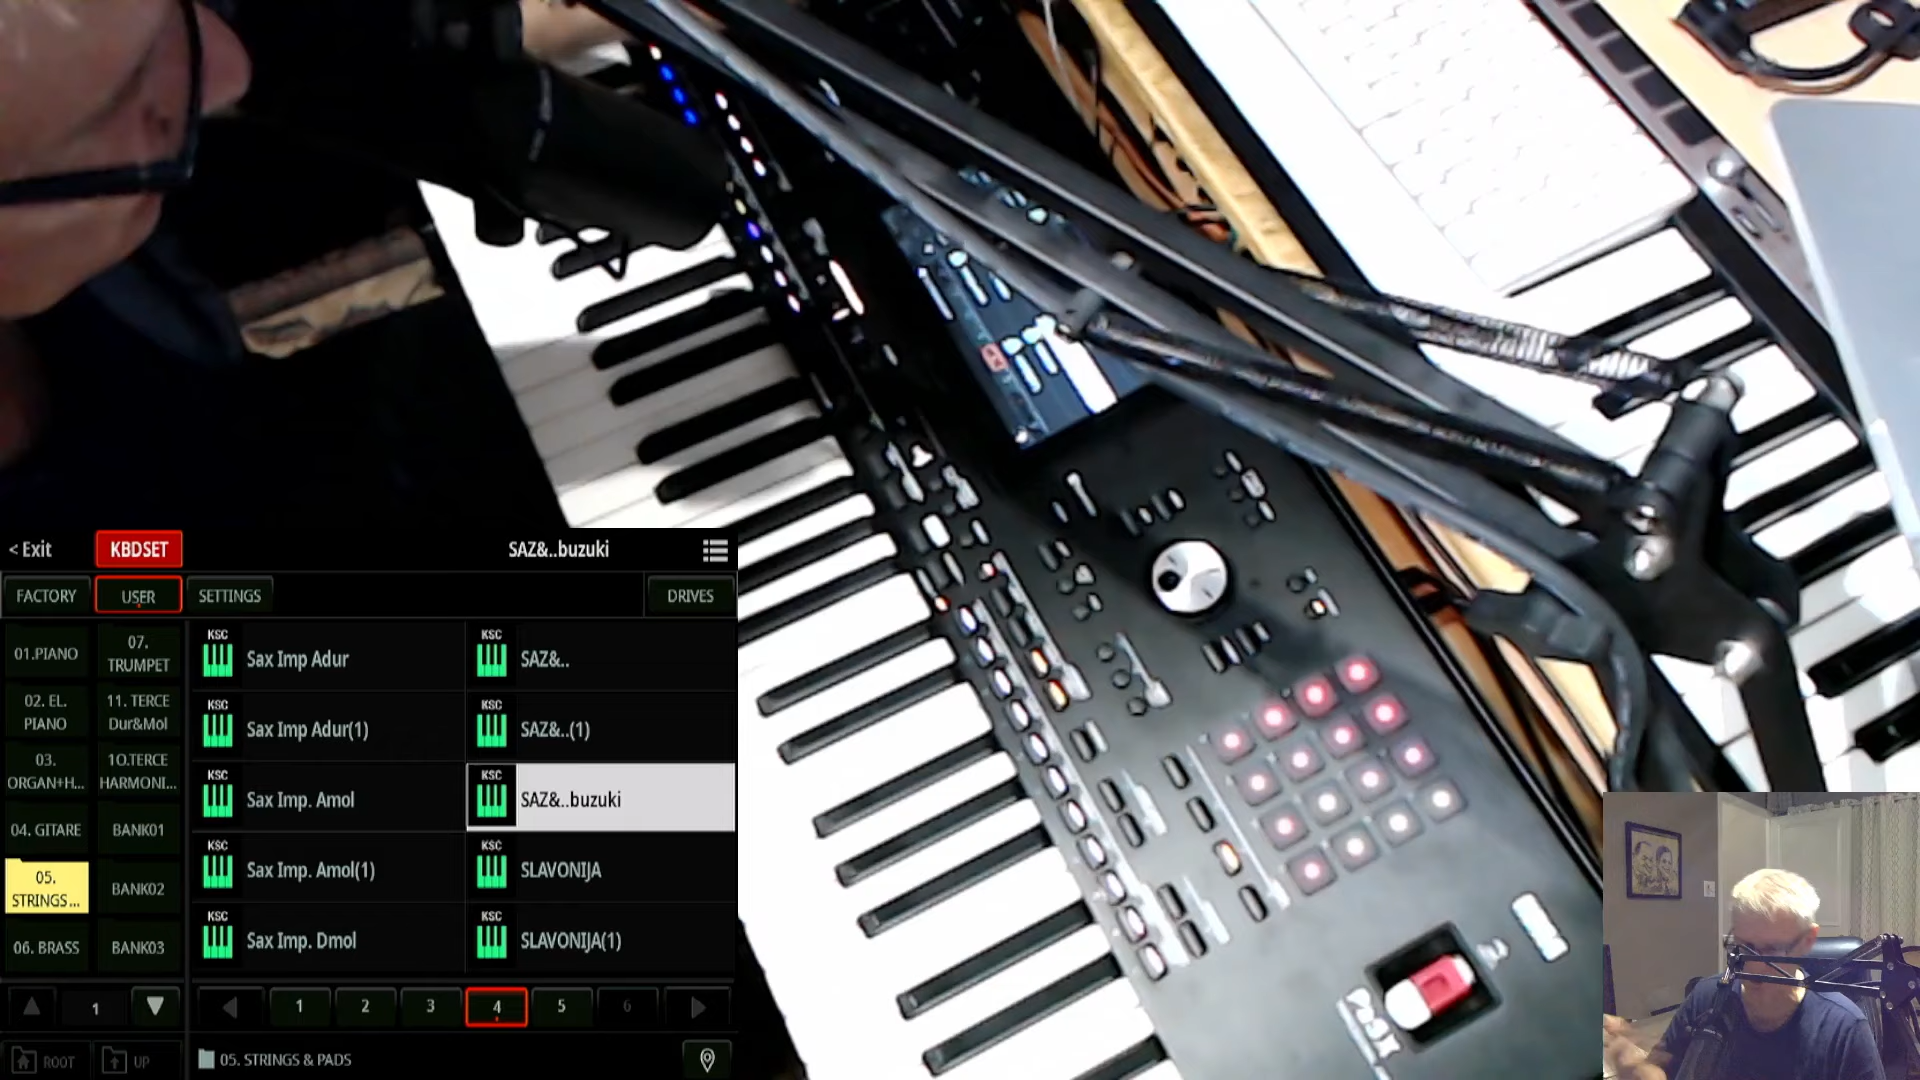 < Exit
KBDSET
SAZ&..buzuki
FACTORY
USER
SETTINGS
DRIVES
01.PIANO
07.
TRUMPET
02. EL.
PIANO
11. TERCE
Dur&Mol
03.
ORGAN+H...
10.TERCE
HARMONI...
04. GITARE
BANK01
05.
STRINGS...
BANK02
06. BRASS
BANK03
KSC
Sax Imp Adur
KSC
SAZ&..
KSC
Sax Imp Adur(1)
KSC
SAZ&..(1)
KSC
Sax Imp. Amol
KSC
SAZ&..buzuki
KSC
Sax Imp. Amol(1)
KSC
SLAVONIJA
KSC
Sax Imp. Dmol
KSC
SLAVONIJA(1)
1
1
2
3
4
5
6
ROOT
UP
05. STRINGS & PADS